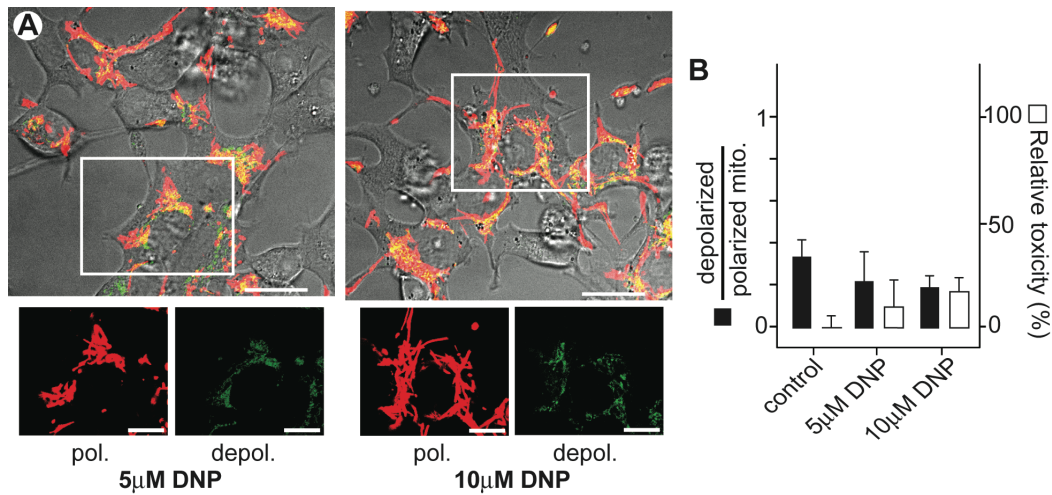 A
pol.
depol.
5μM DNP
pol.
depol.
10μM DNP
B
depolarized
polarized mito.
1
0
100
50
0
Relative toxicity (%)
control
5μM DNP
10μM DNP